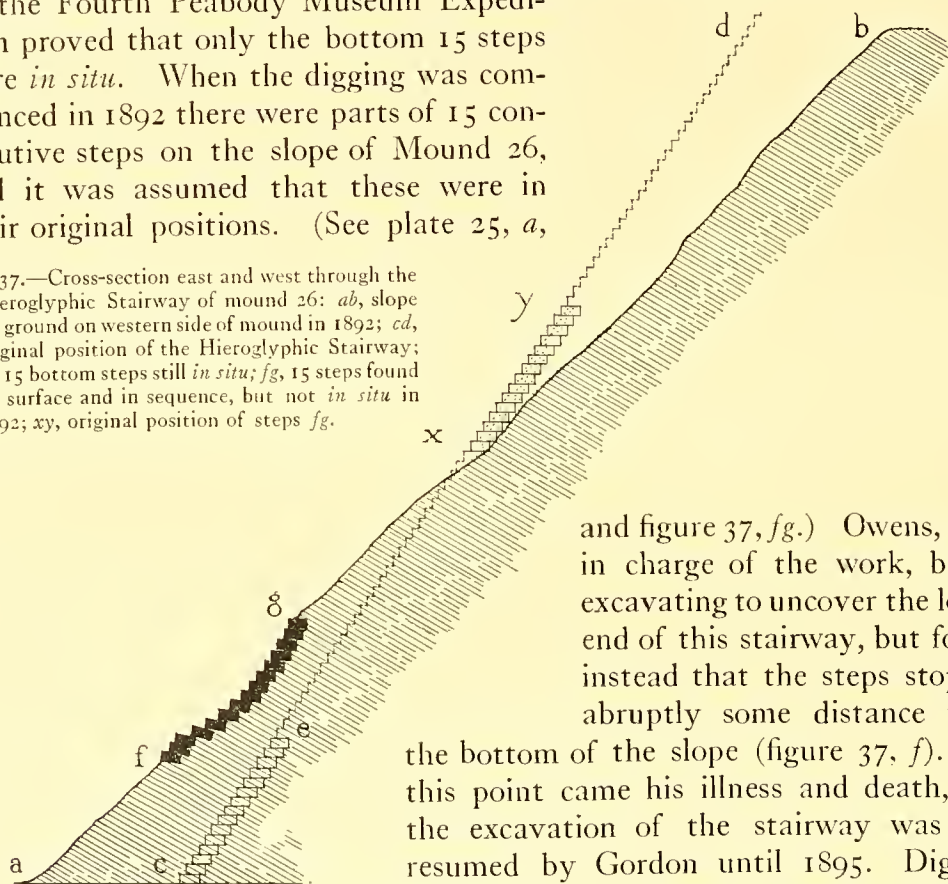 the Fourth Peabody Museum Expedi-
n proved that only the bottom 15 steps
re in situ. When the digging was com-
nced in 1892 there were parts of 15 con-
utive steps on the slope of Mound 26,
it was assumed that these were in
ir original positions. (See plate 25, a,
37.—Cross-section east and west through the
eroglyphic Stairway of mound 26: ab, slope
ground on western side of mound in 1892; cd,
ginal position of the Hieroglyphic Stairway;
15 bottom steps still in situ; fg, 15 steps found
surface and in sequence, but not in situ in
92; xy, original position of steps fg.
d
b
y
x
g
e
f
a
c
and figure 37, fg.) Owens,
in charge of the work, b
excavating to uncover the l
end of this stairway, but fo
instead that the steps sto
abruptly some distance
the bottom of the slope (figure 37, f).
this point came his illness and death,
the excavation of the stairway was
resumed by Gordon until 1895. Dig